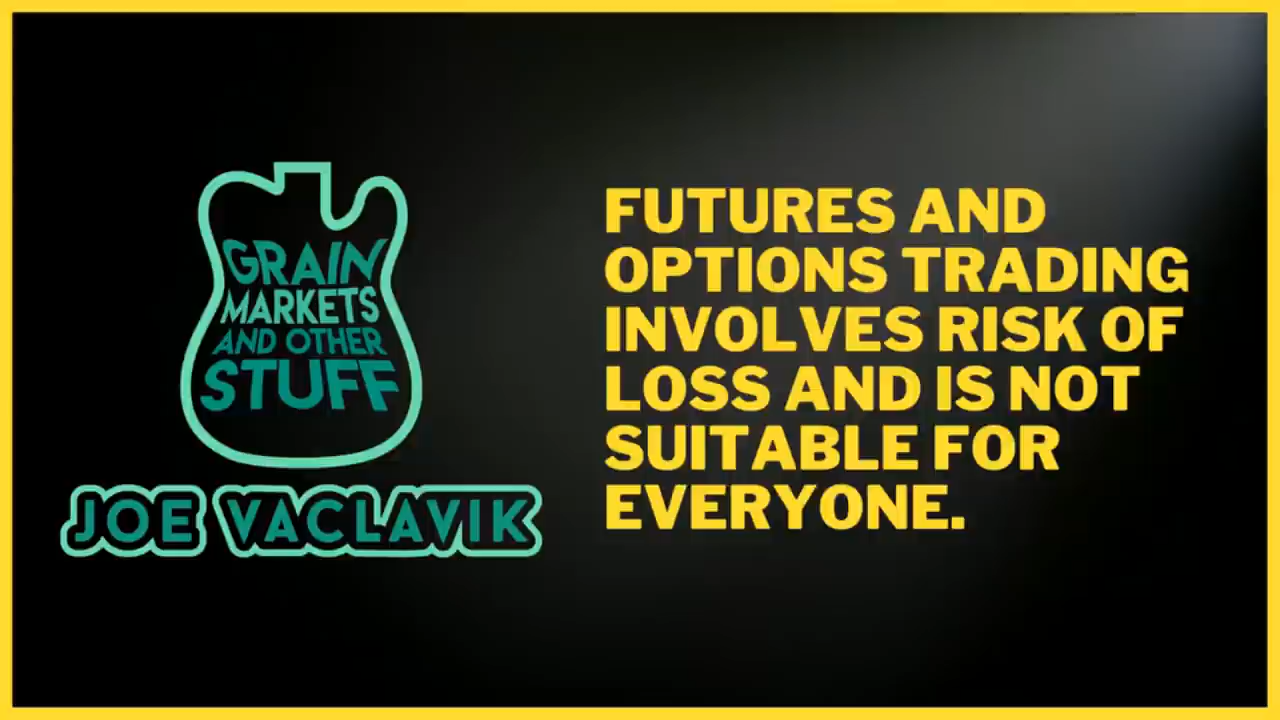 GRAIN
MARKETS
AND OTHER
STUFF
JOE VACLAVIK
FUTURES AND
OPTIONS TRADING
INVOLVES RISK OF
LOSS AND IS NOT
SUITABLE FOR
EVERYONE.